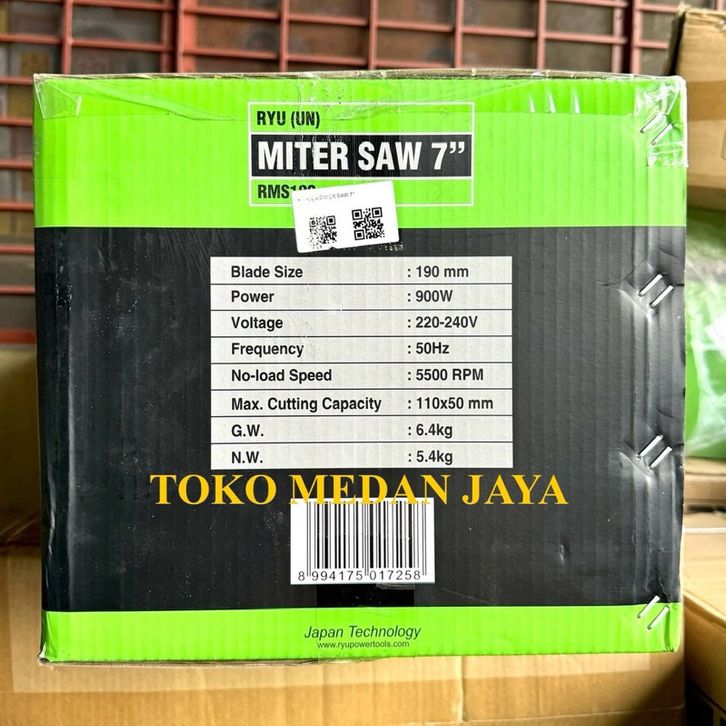 RYU (UN)
MITER SAW 7”
SAW 7"
Blade Size : 190 mm
Power : 900W
Voltage : 220-240V
Frequency : 50Hz
No-load Speed : 5500 RPM
Max. Cutting Capacity : 110x50 mm
G.W. : 6.4kg
N.W. : 5.4kg
TOKO MEDAN JAYA
8 994175 017258
Japan Technology
www.ryupowertools.com